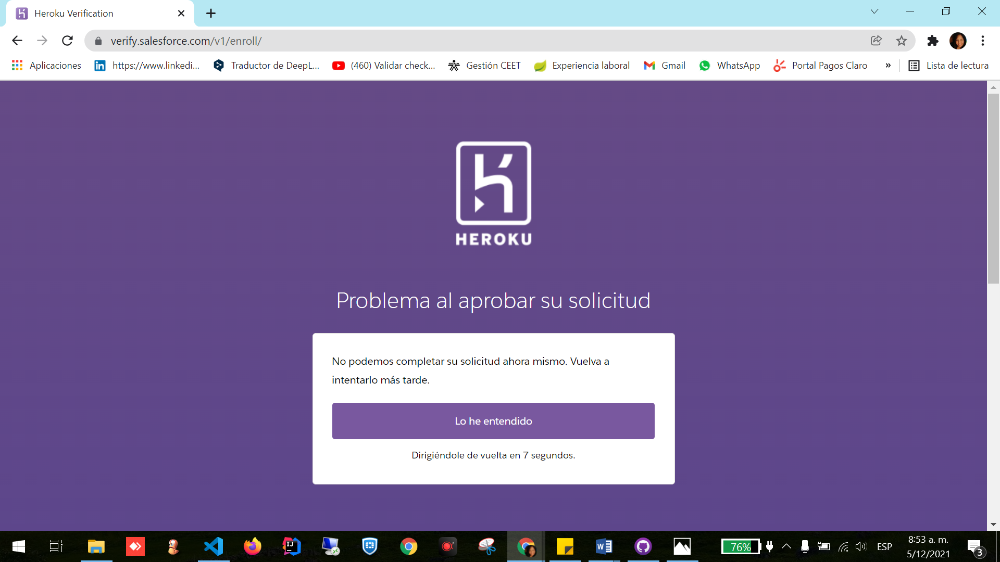 Heroku Verification
verify.salesforce.com/v1/enroll/
Aplicaciones https://www.linkedi... Traductor de DeepL... (460) Validar check... SENA Gestión CEET Experiencia laboral Gmail WhatsApp Portal Pagos Claro » Lista de lectura
HEROKU
Problema al aprobar su solicitud
No podemos completar su solicitud ahora mismo. Vuelva a
intentarlo más tarde.
Lo he entendido
Dirigiéndole de vuelta en 7 segundos.
IJ W 76% ESP 8:53 a. m.
5/12/2021 3